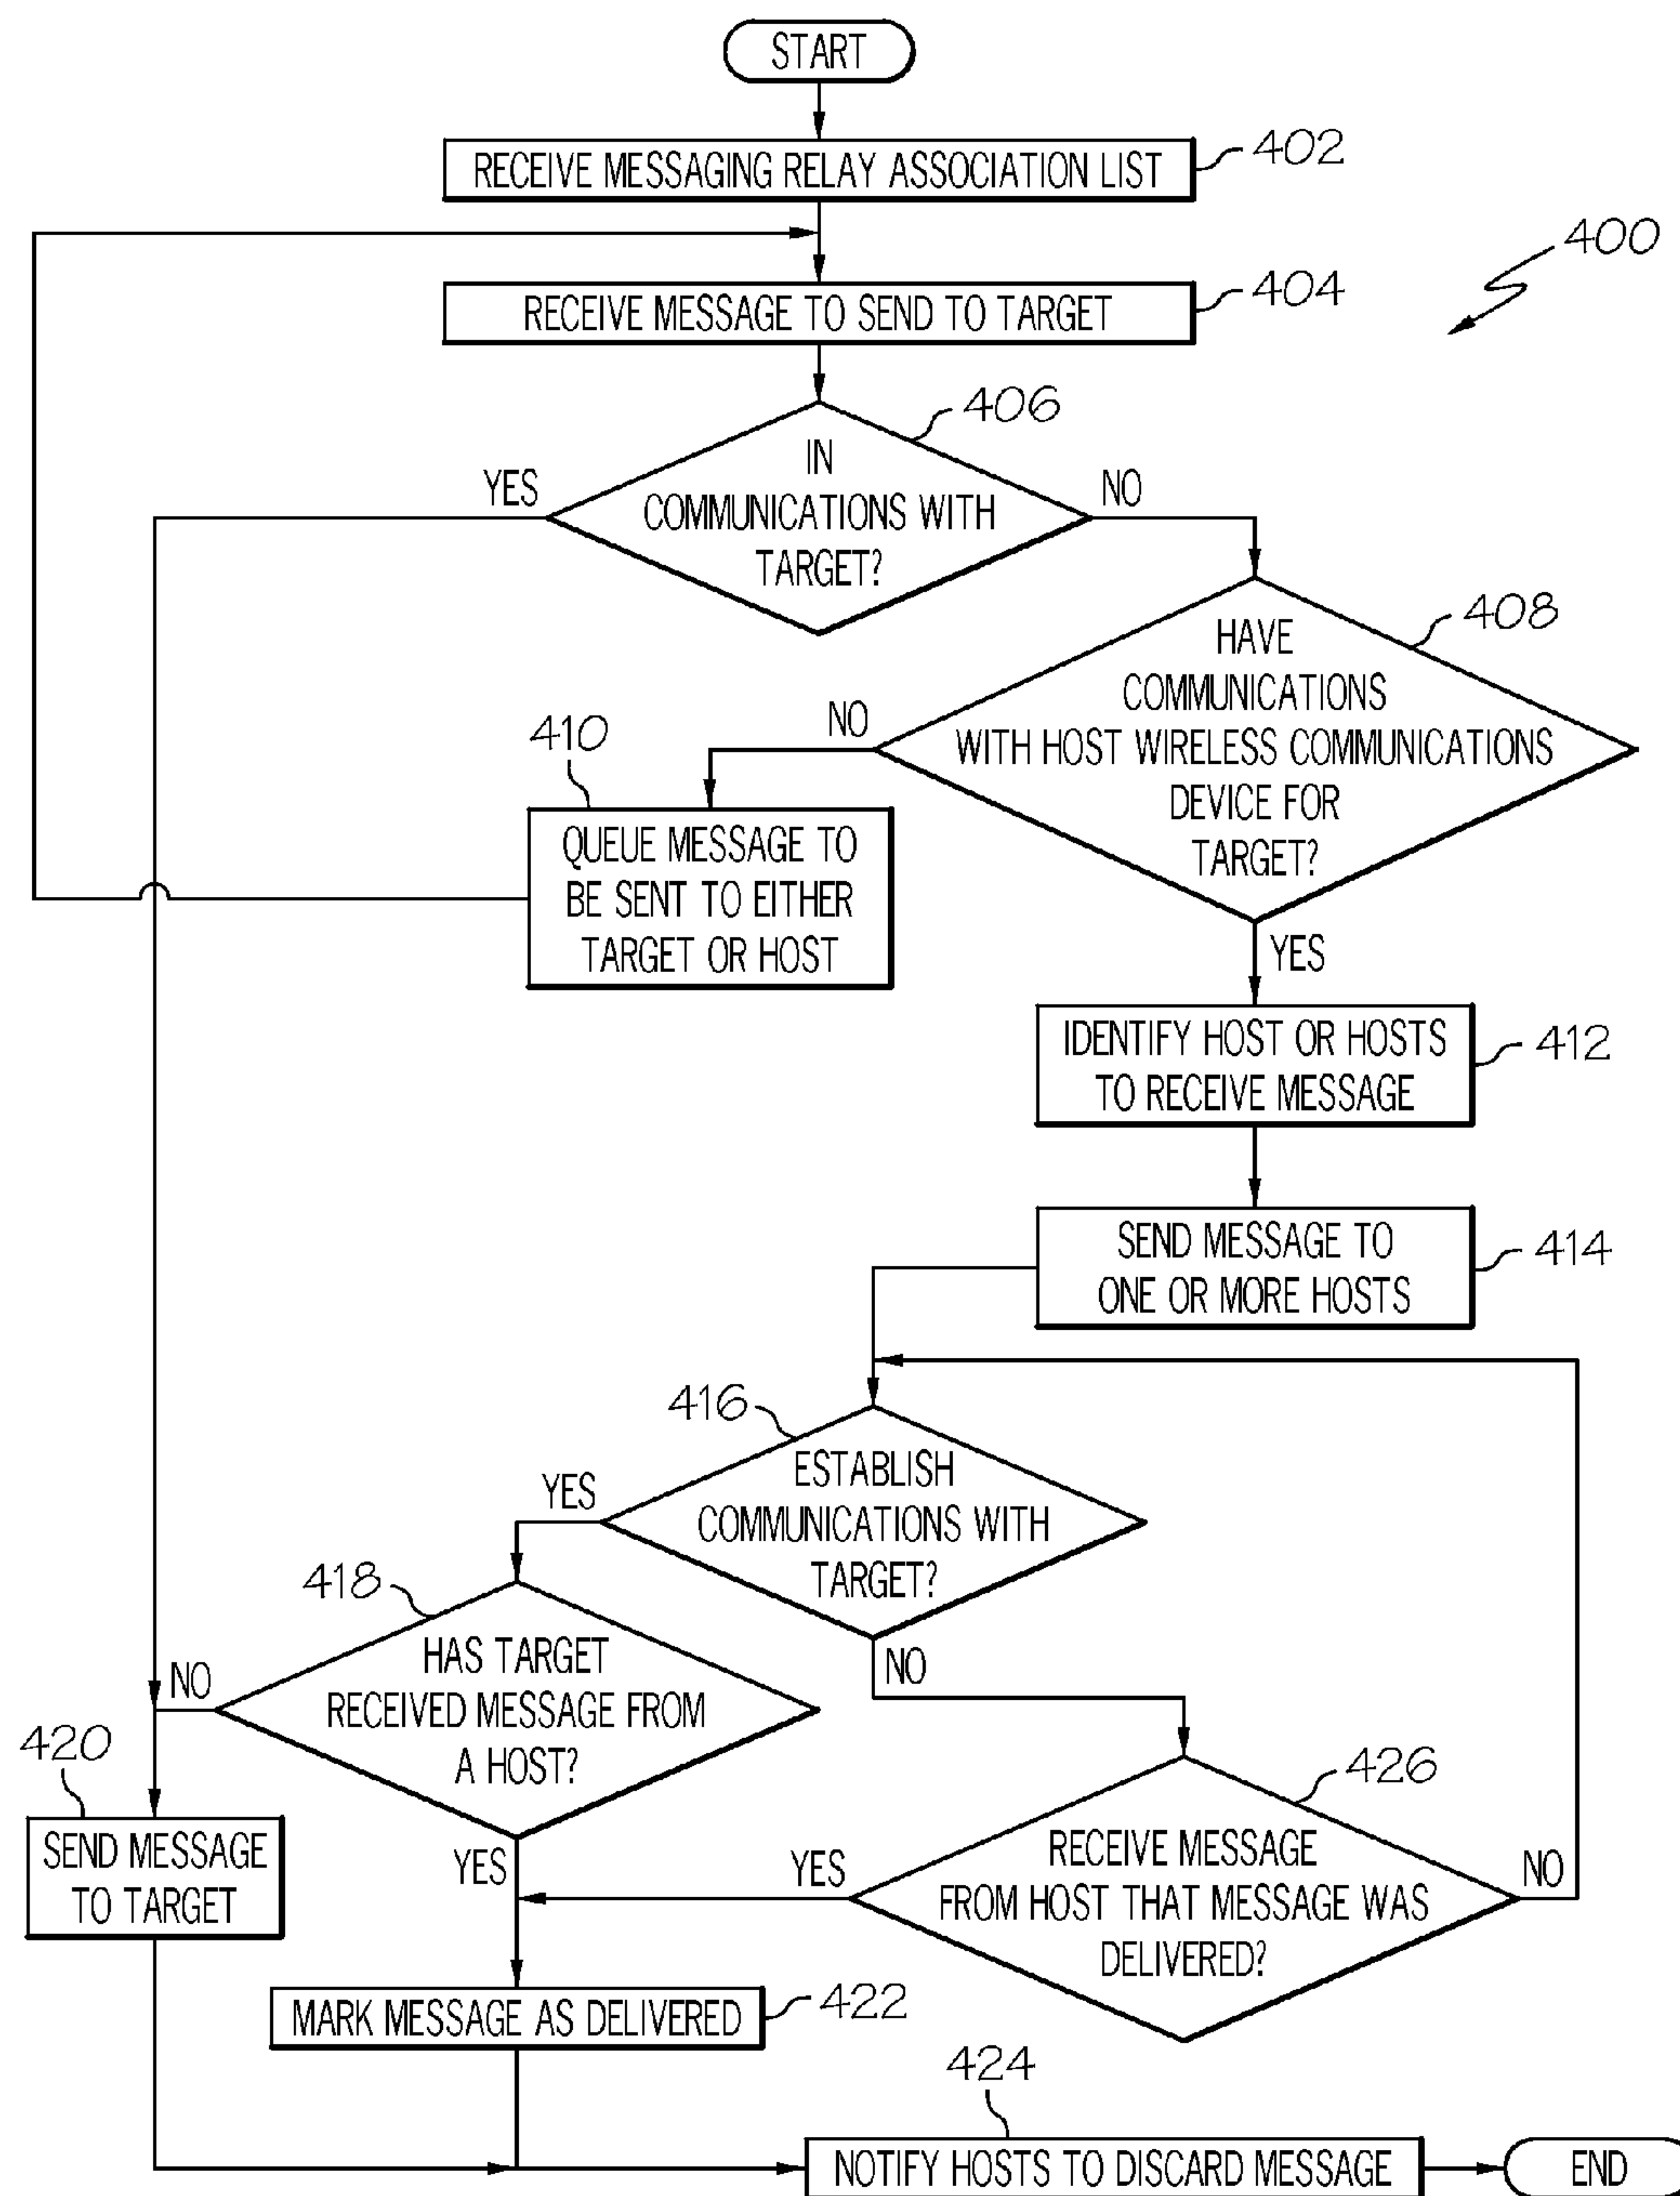 START
RECEIVE MESSAGING RELAY ASSOCIATION LIST
402
400
RECEIVE MESSAGE TO SEND TO TARGET
404
406
IN
COMMUNICATIONS WITH
TARGET?
YES
NO
408
HAVE
COMMUNICATIONS
WITH HOST WIRELESS COMMUNICATIONS
DEVICE FOR
TARGET?
NO
410
QUEUE MESSAGE TO
BE SENT TO EITHER
TARGET OR HOST
YES
IDENTIFY HOST OR HOSTS
TO RECEIVE MESSAGE
412
SEND MESSAGE TO
ONE OR MORE HOSTS
414
416
ESTABLISH
COMMUNICATIONS WITH
TARGET?
YES
NO
418
HAS TARGET
RECEIVED MESSAGE FROM
A HOST?
NO
420
SEND MESSAGE
TO TARGET
YES
426
RECEIVE MESSAGE
FROM HOST THAT MESSAGE WAS
DELIVERED?
YES
NO
MARK MESSAGE AS DELIVERED
422
424
NOTIFY HOSTS TO DISCARD MESSAGE
END